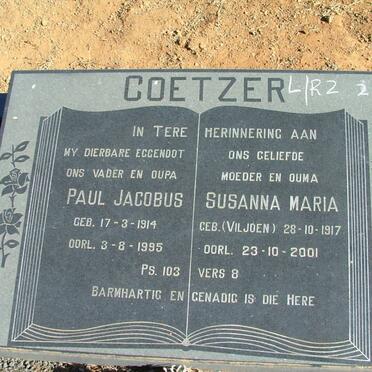 COETZER L/R2 2
IN TERE HERINNERING AAN
MY DIERBARE EGGENOOT
ONS VADER EN OUPA
PAUL JACOBUS
GEB. 17-3-1914
OORL. 3-8-1995
ONS GELIEFDE
MOEDER EN OUMA
SUSANNA MARIA
GEB. (VILJOEN) 28-10-1917
OORL. 23-10-2001
PS. 103 VERS 8
BARMHARTIG EN GENADIG IS DIE HERE